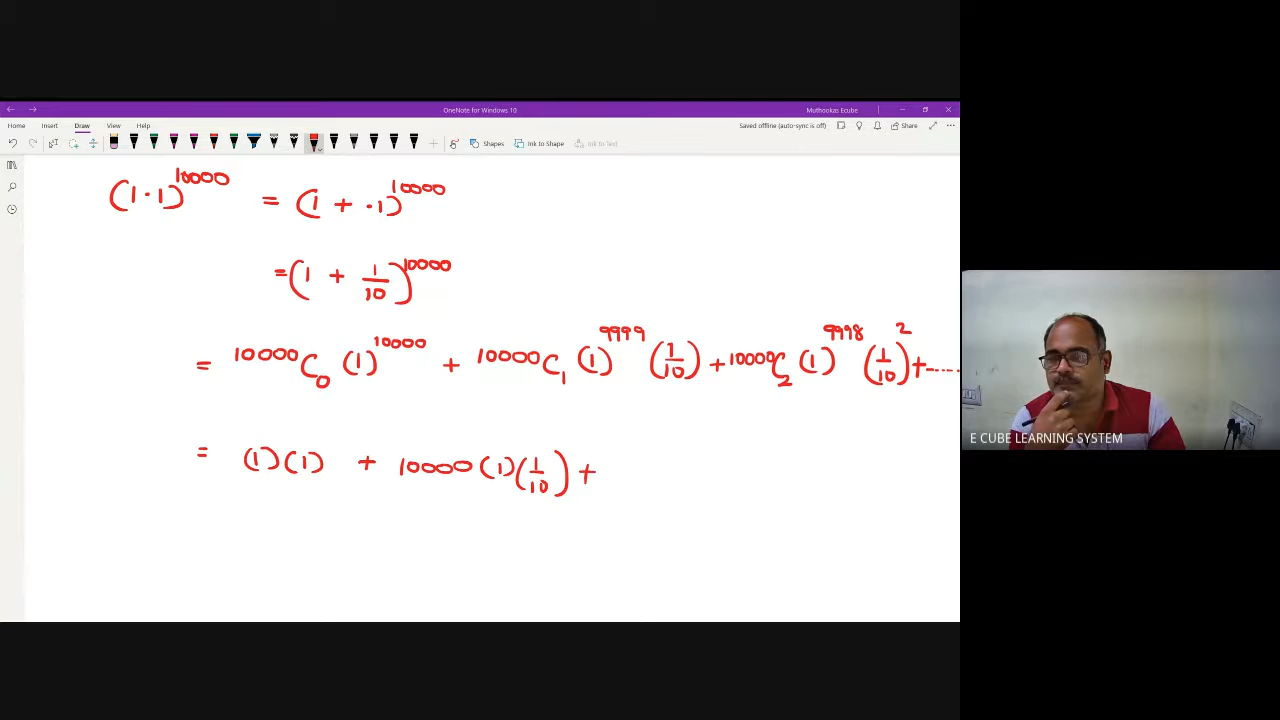 OneNote for Windows 10
Muthookas Ecube
Home Insert Draw View Help
Saved offline (auto-sync is off) Share
Shapes Ink to Shape Ink to Text
(1·1)^10000 = (1 + ·1)^10000
= (1 + 1/10)^10000
= 10000C0 (1)^10000 + 10000C1 (1)^9999 (1/10) + 10000C2 (1)^9998 (1/10)^2 + ......
= (1)(1) + 10000 (1)(1/10) +
E CUBE LEARNING SYSTEM